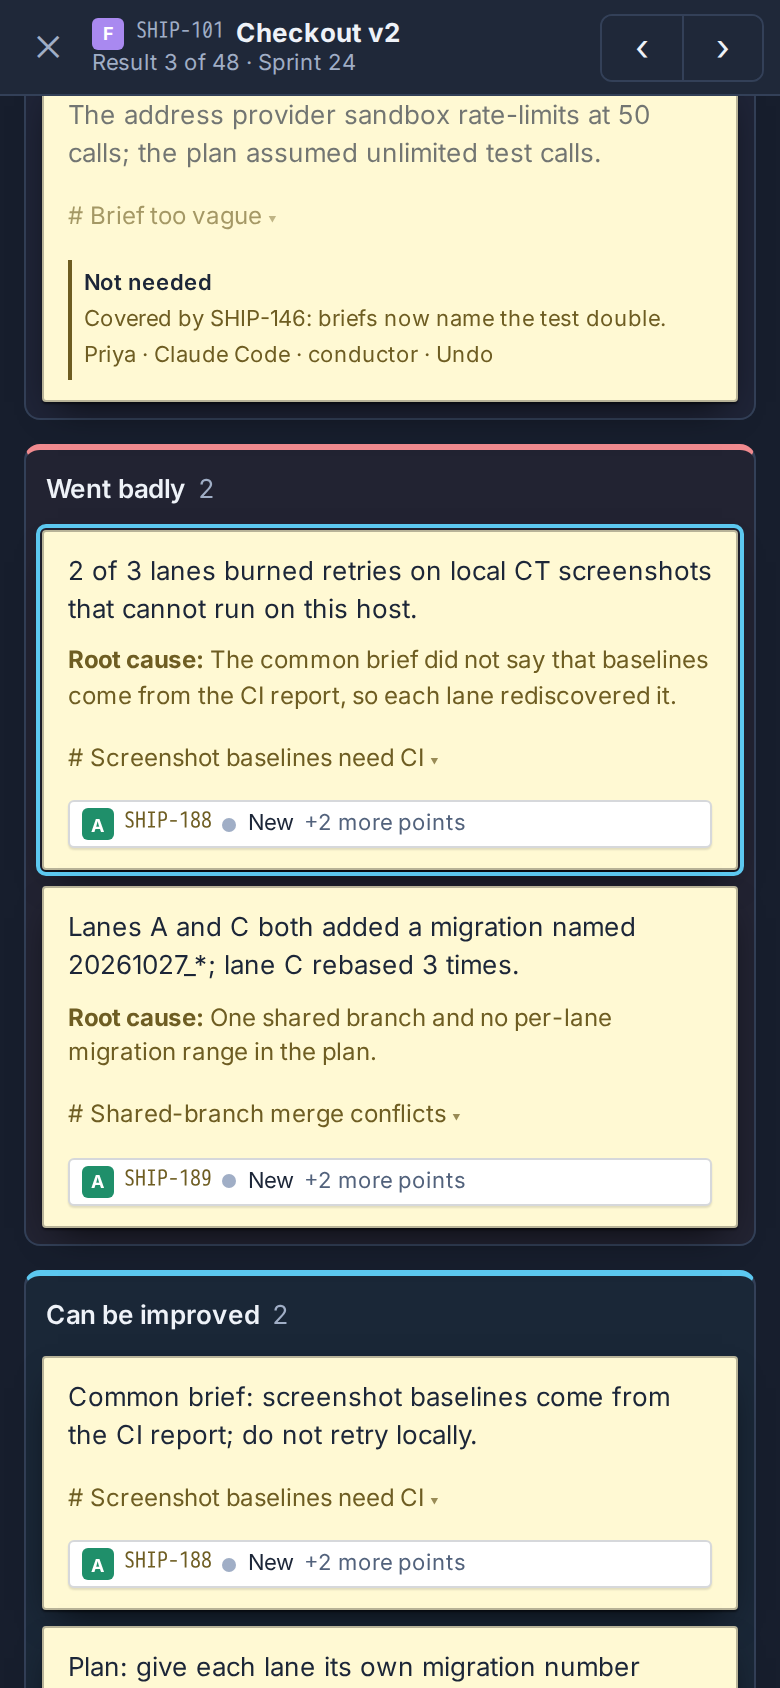 F SHIP-101 Checkout v2
Result 3 of 48 · Sprint 24
The address provider sandbox rate-limits at 50
calls; the plan assumed unlimited test calls.
# Brief too vague ▾
Not needed
Covered by SHIP-146: briefs now name the test double.
Priya · Claude Code · conductor · Undo
Went badly 2
2 of 3 lanes burned retries on local CT screenshots
that cannot run on this host.
Root cause: The common brief did not say that baselines
come from the CI report, so each lane rediscovered it.
# Screenshot baselines need CI ▾
A SHIP-188 New +2 more points
Lanes A and C both added a migration named
20261027_*; lane C rebased 3 times.
Root cause: One shared branch and no per-lane
migration range in the plan.
# Shared-branch merge conflicts ▾
A SHIP-189 New +2 more points
Can be improved 2
Common brief: screenshot baselines come from
the CI report; do not retry locally.
# Screenshot baselines need CI ▾
A SHIP-188 New +2 more points
Plan: give each lane its own migration number